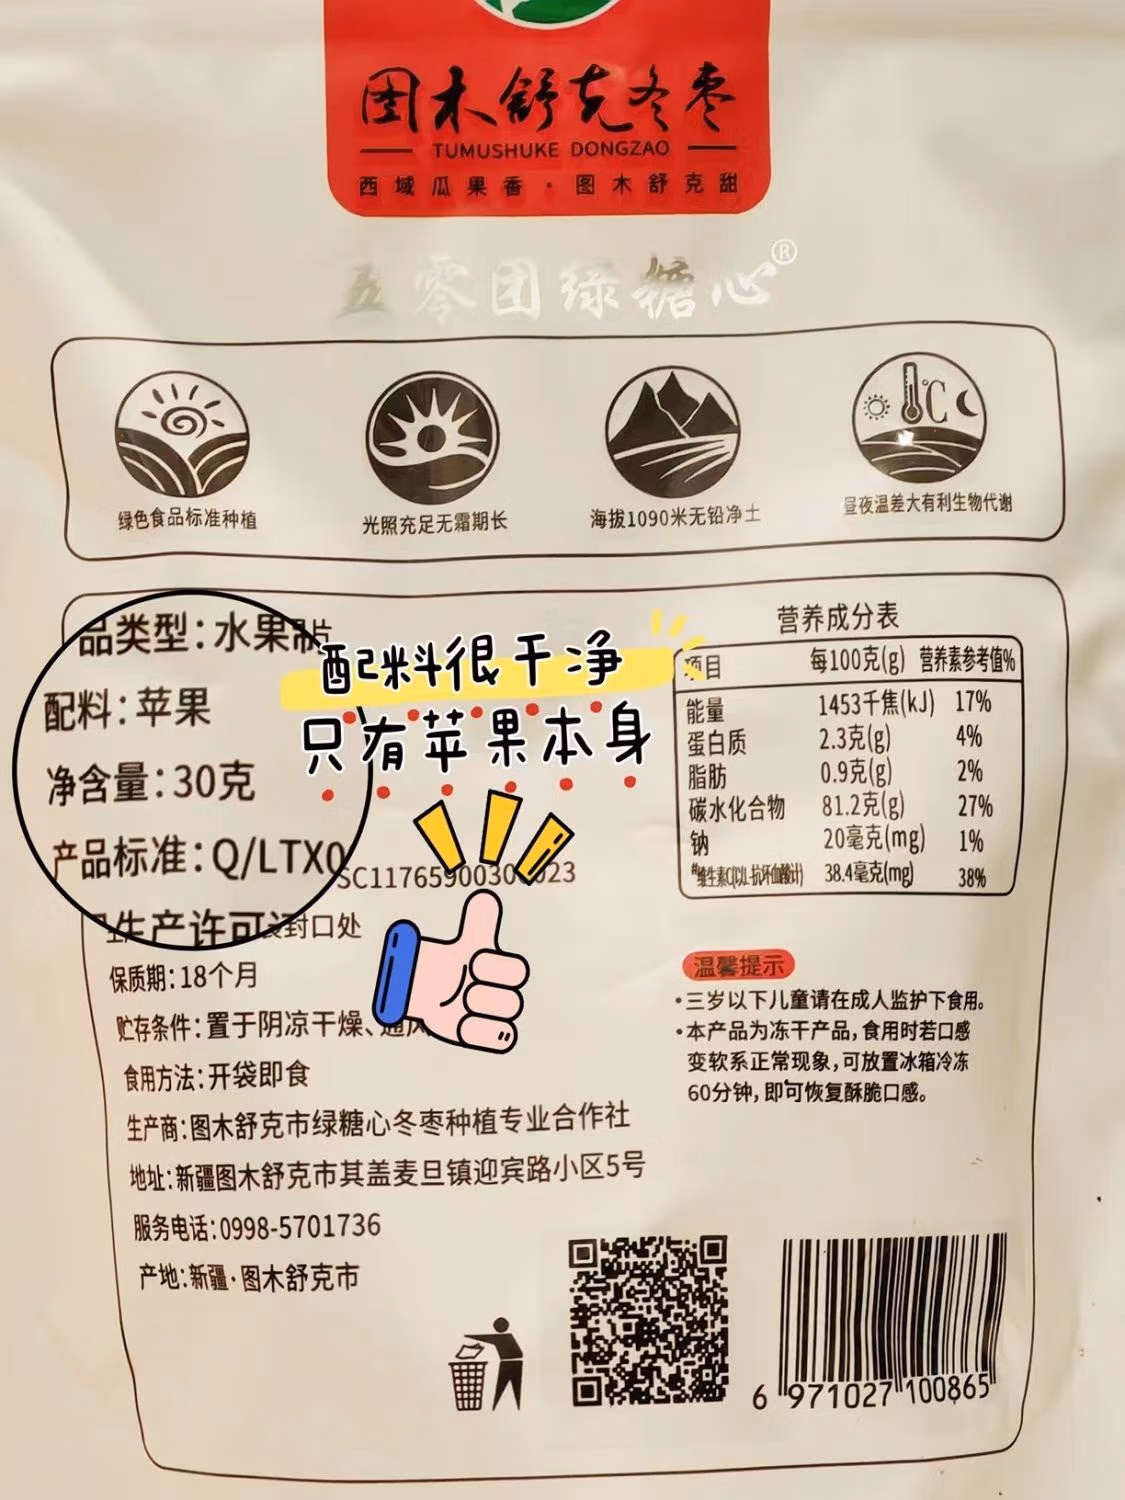 图木舒克冬枣
TUMUSHUKE DONGZAO
西域瓜果香·图木舒克甜
五零团绿糖心®
绿色食品标准种植
光照充足无霜期长
海拔1090米无铅净土
昼夜温差大有利生物代谢
品类型：水果
配料：苹果
净含量：30克
产品标准：Q/LTX0
生产许可
配料很干净
只有苹果本身
封口处
保质期：18个月
贮存条件：置于阴凉干燥、通风
食用方法：开袋即食
生产商：图木舒克市绿糖心冬枣种植专业合作社
地址：新疆图木舒克市其盖麦旦镇迎宾路小区5号
服务电话：0998-5701736
产地：新疆·图木舒克市
营养成分表
项目 每100克(g) 营养素参考值%
能量 1453千焦(kJ) 17%
蛋白质 2.3克(g) 4%
脂肪 0.9克(g) 2%
碳水化合物 81.2克(g) 27%
钠 20毫克(mg) 1%
#维生素C(以L-抗坏血酸计) 38.4毫克(mg) 38%
温馨提示
·三岁以下儿童请在成人监护下食用。
·本产品为冻干产品，食用时若口感
变软系正常现象，可放置冰箱冷冻
60分钟，即可恢复酥脆口感。
6 971027 100865